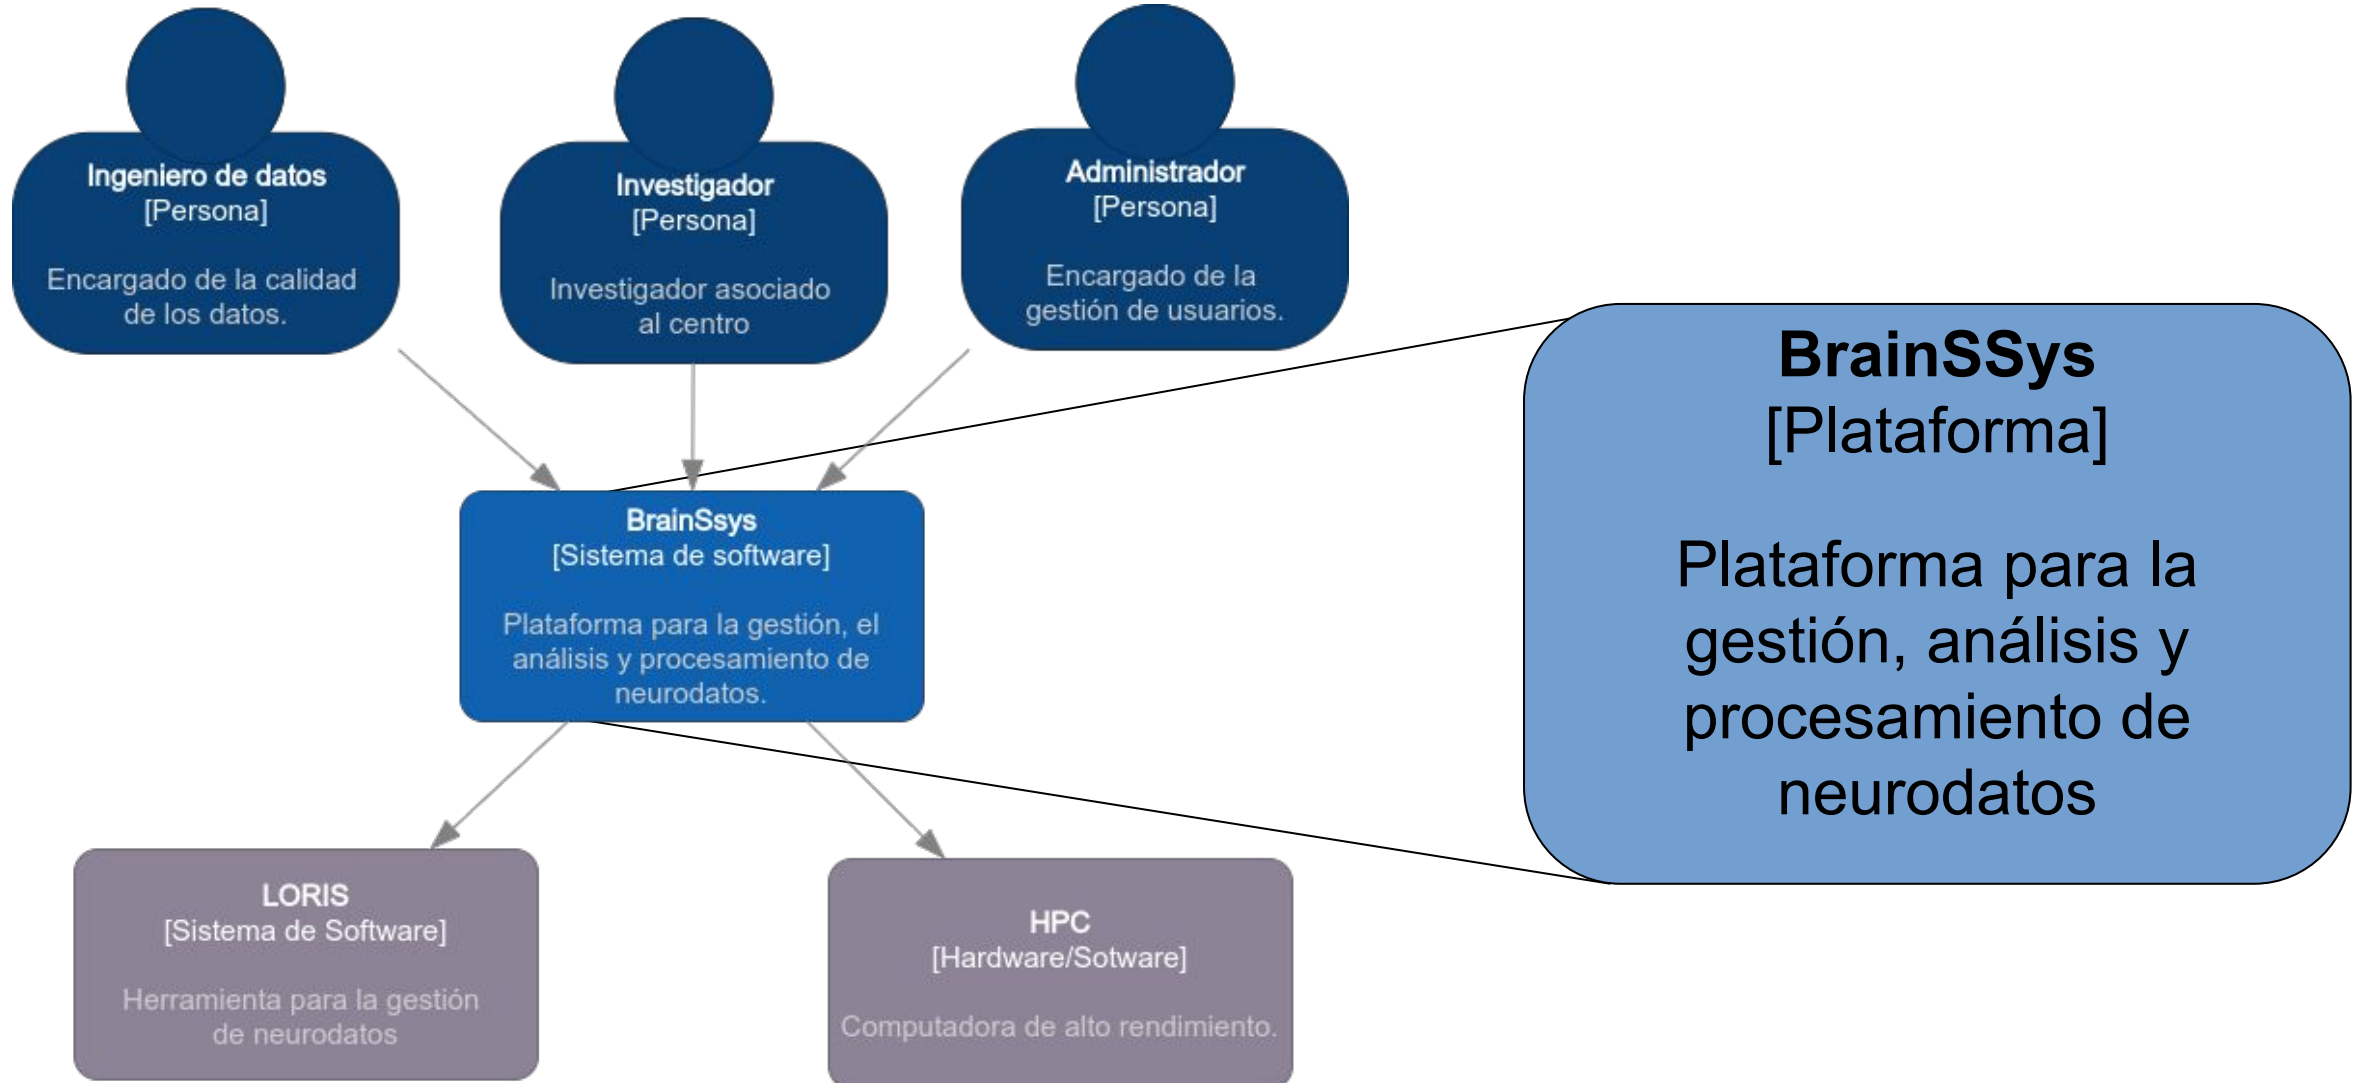 Ingeniero de datos
[Persona]
Encargado de la calidad
de los datos.
Investigador
[Persona]
Investigador asociado
al centro
Administrador
[Persona]
Encargado de la
gestión de usuarios.
BrainSsys
[Sistema de software]
Plataforma para la gestión, el
análisis y procesamiento de
neurodatos.
BrainSSys
[Plataforma]
Plataforma para la
gestión, análisis y
procesamiento de
neurodatos
LORIS
[Sistema de Software]
Herramienta para la gestión
de neurodatos
HPC
[Hardware/Sotware]
Computadora de alto rendimiento.